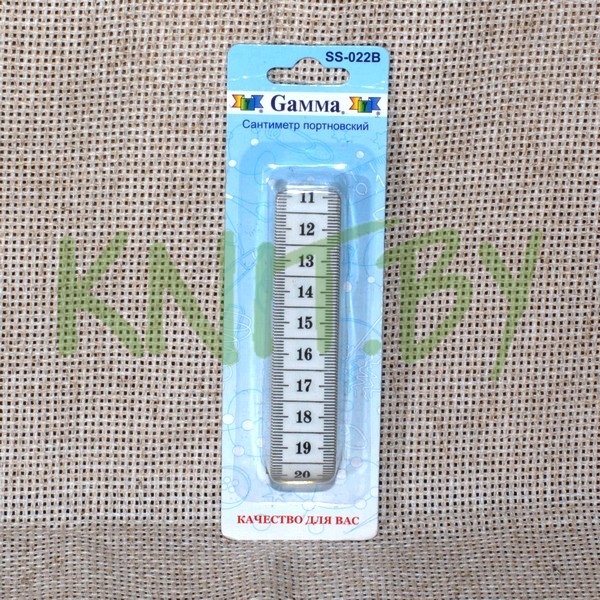 SS-022B
Gamma®
Сантиметр портновский
11
12
13
14
15
16
17
18
19
20
KNIT.BY
КАЧЕСТВО ДЛЯ ВАС